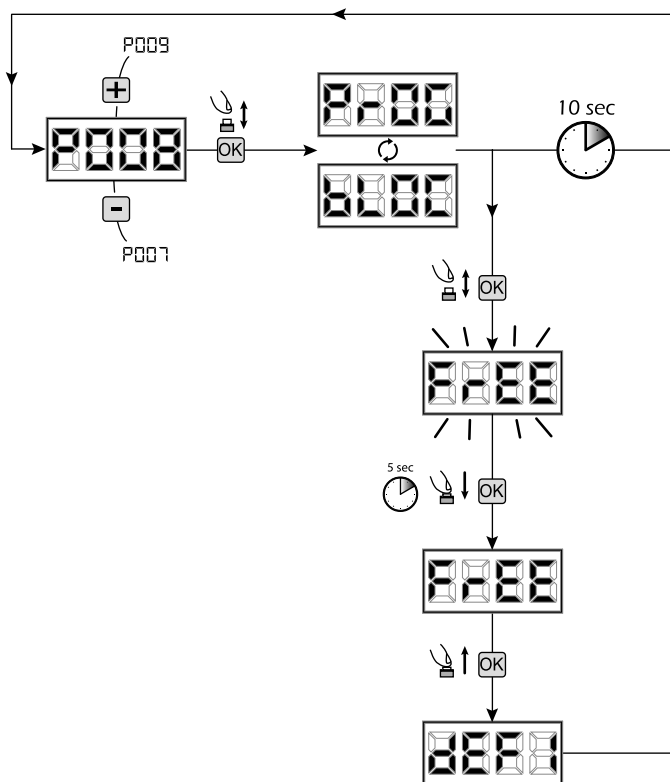 P009
+
P008
OK
-
P007
PrOG
bLOC
10 sec
OK
FrEE
5 sec
OK
FrEE
OK
dEF1